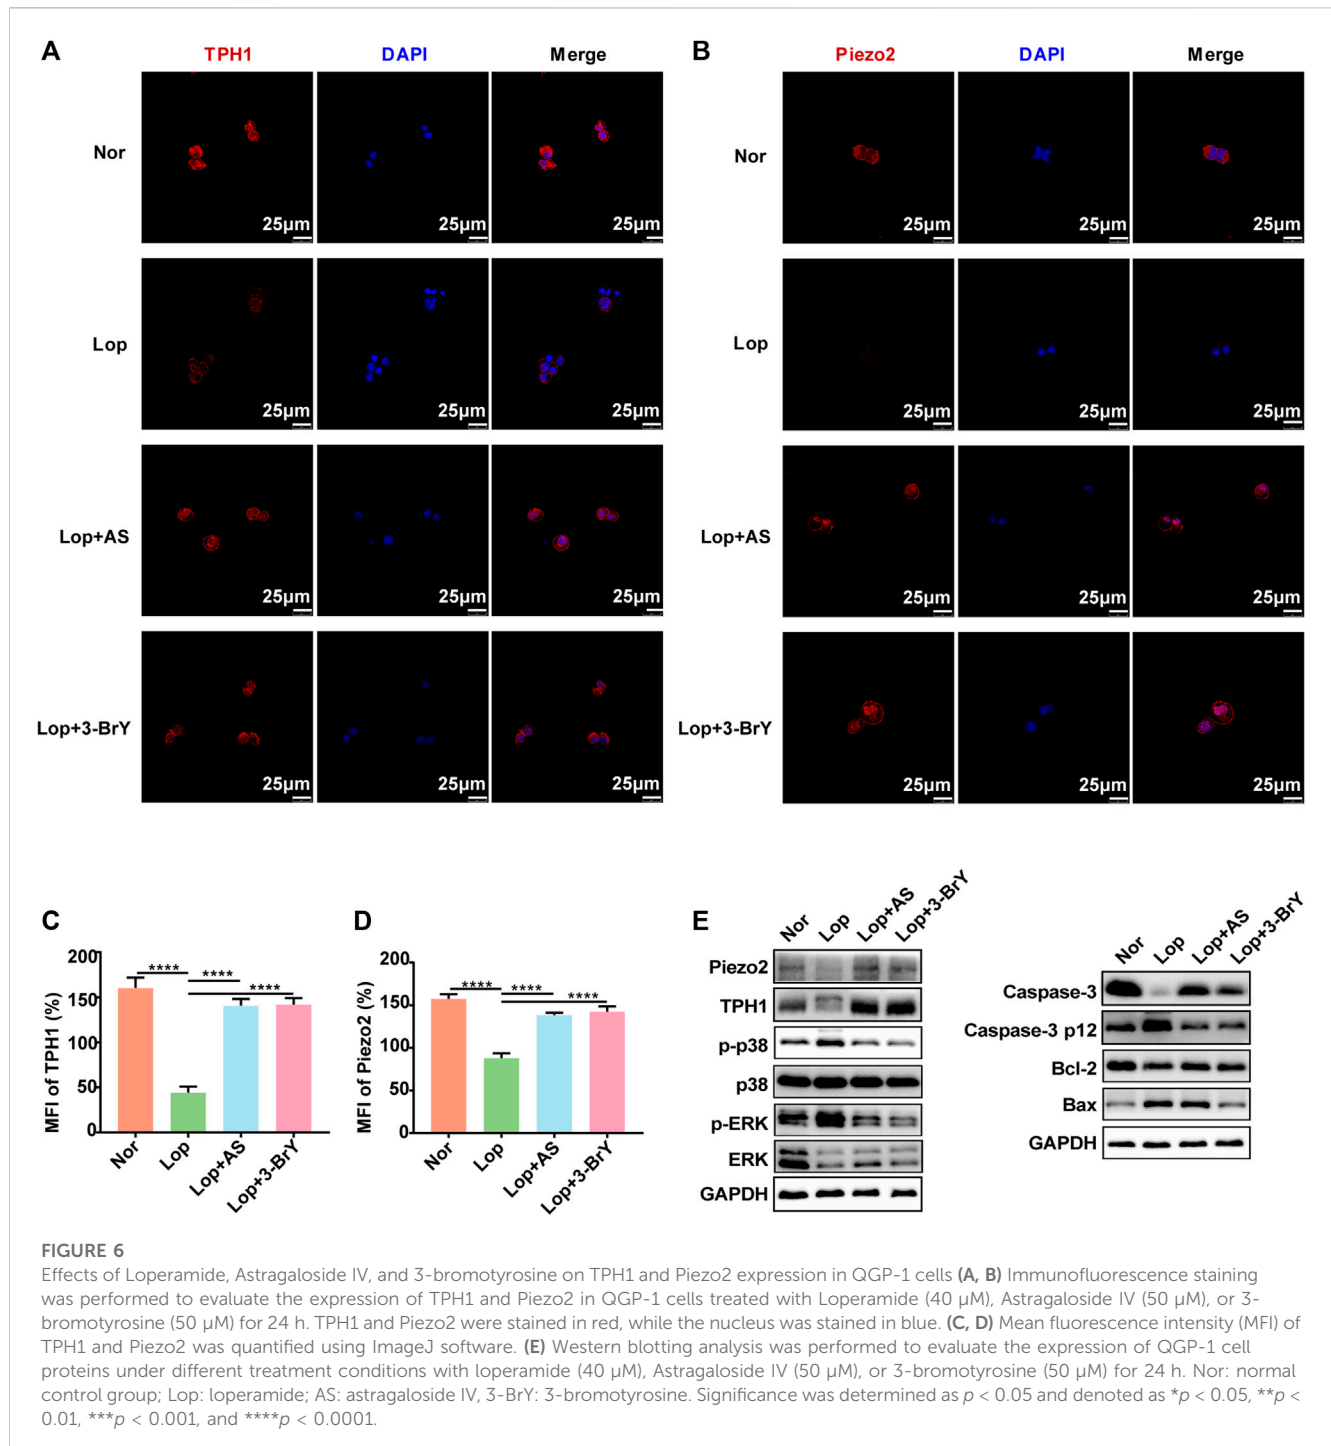 A
TPH1 DAPI Merge
Nor
25µm 25µm 25µm
Lop
25µm 25µm 25µm
Lop+AS
25µm 25µm 25µm
Lop+3-BrY
25µm 25µm 25µm
B
Piezo2 DAPI Merge
Nor
25µm 25µm 25µm
Lop
25µm 25µm 25µm
Lop+AS
25µm 25µm 25µm
Lop+3-BrY
25µm 25µm 25µm
C
MFI of TPH1 (%)
200
150
100
50
0
**** **** ****
Nor Lop Lop+AS Lop+3-BrY
D
MFI of Piezo2 (%)
200
150
100
50
0
**** **** ****
Nor Lop Lop+AS Lop+3-BrY
E
Nor Lop Lop+AS Lop+3-BrY
Piezo2
TPH1
p-p38
p38
p-ERK
ERK
GAPDH
Nor Lop Lop+AS Lop+3-BrY
Caspase-3
Caspase-3 p12
Bcl-2
Bax
GAPDH
FIGURE 6
Effects of Loperamide, Astragaloside IV, and 3-bromotyrosine on TPH1 and Piezo2 expression in QGP-1 cells (A, B) Immunofluorescence staining
was performed to evaluate the expression of TPH1 and Piezo2 in QGP-1 cells treated with Loperamide (40 µM), Astragaloside IV (50 µM), or 3-
bromotyrosine (50 µM) for 24 h. TPH1 and Piezo2 were stained in red, while the nucleus was stained in blue. (C, D) Mean fluorescence intensity (MFI) of
TPH1 and Piezo2 was quantified using ImageJ software. (E) Western blotting analysis was performed to evaluate the expression of QGP-1 cell
proteins under different treatment conditions with loperamide (40 µM), Astragaloside IV (50 µM), or 3-bromotyrosine (50 µM) for 24 h. Nor: normal
control group; Lop: loperamide; AS: astragaloside IV, 3-BrY: 3-bromotyrosine. Significance was determined as p < 0.05 and denoted as *p < 0.05, **p <
0.01, ***p < 0.001, and ****p < 0.0001.